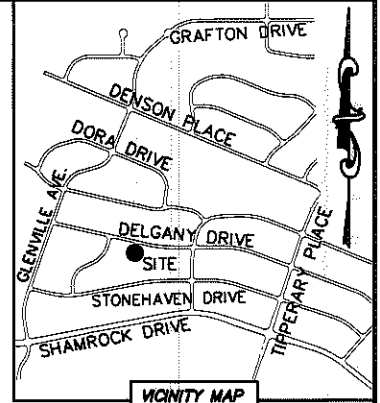 GRAFTON DRIVE
DENSON PLACE
DORA DRIVE
GLENVILLE AVE.
DELGANY DRIVE
SITE
TIPPERARY PLACE
STONEHAVEN DRIVE
SHAMROCK DRIVE
VICINITY MAP